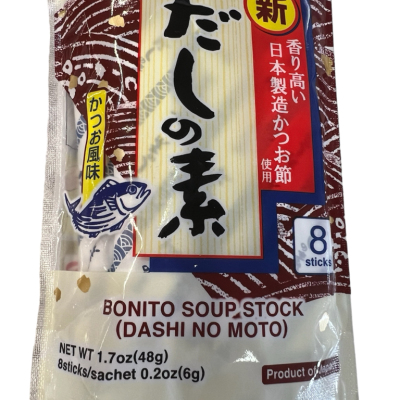 新
だしの素
香り高い
日本製造かつお節
使用
かつお風味
8
sticks
BONITO SOUP STOCK
(DASHI NO MOTO)
NET WT 1.7oz(48g)
8sticks/sachet 0.2oz(6g)
Product of Japan